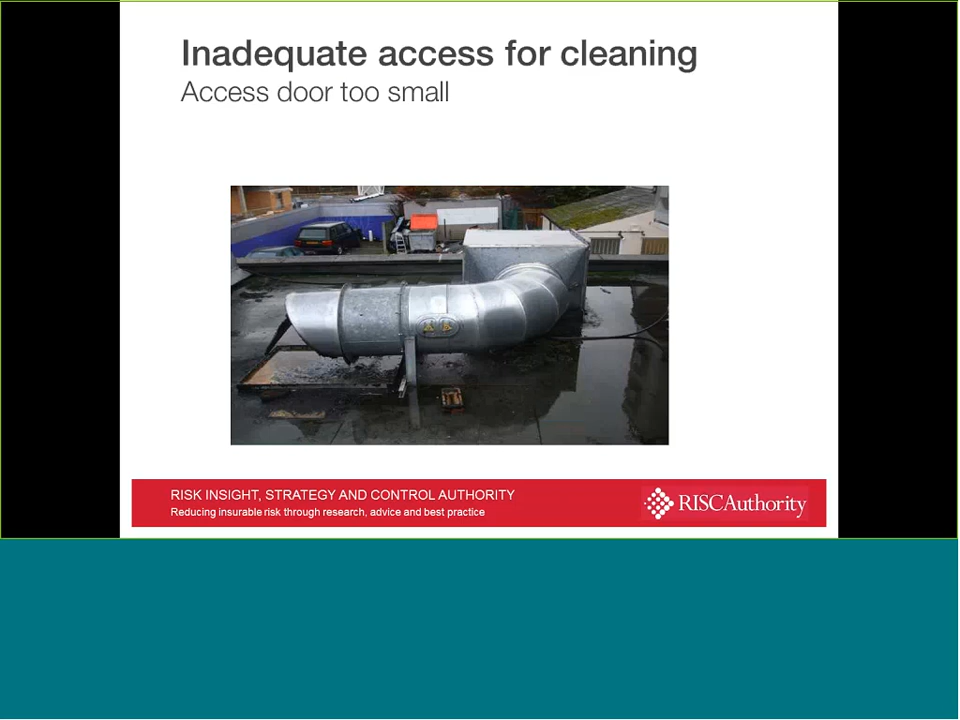 Inadequate access for cleaning
Access door too small
RISK INSIGHT, STRATEGY AND CONTROL AUTHORITY
Reducing insurable risk through research, advice and best practice
RISCAuthority